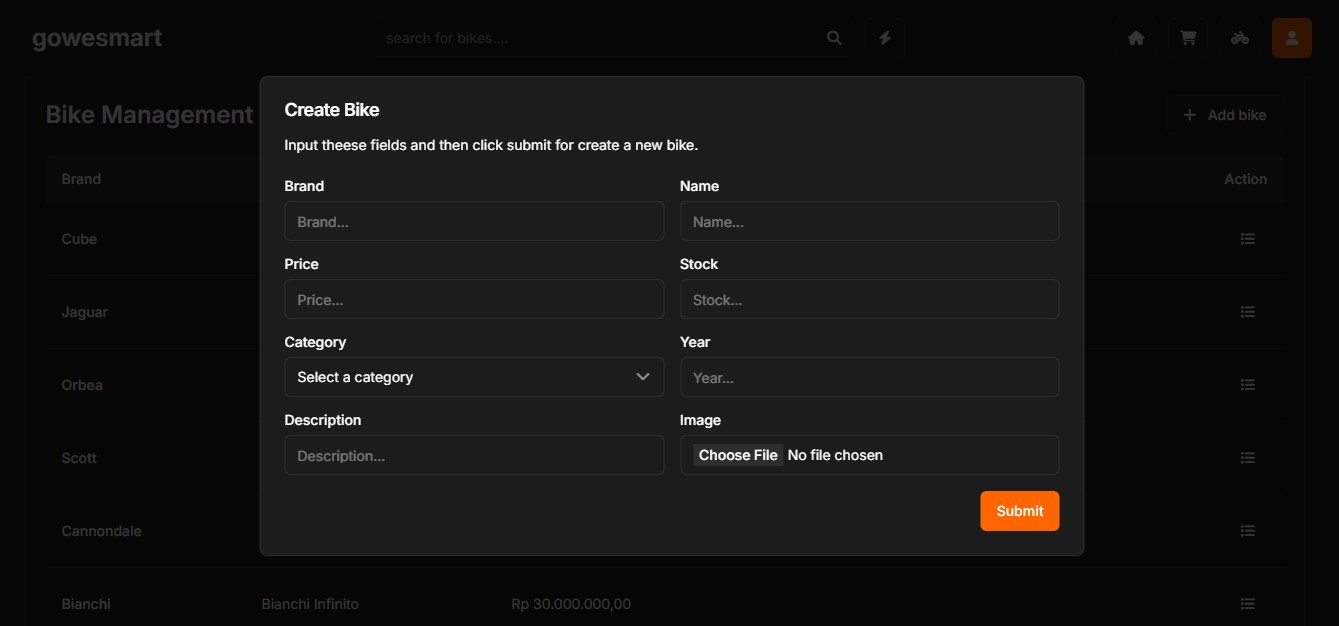 gowesmart
search for bikes....
Bike Management
Add bike
Brand
Action
Cube
Jaguar
Orbea
Scott
Cannondale
Bianchi Bianchi Infinito Rp 30.000.000,00
Create Bike
Input theese fields and then click submit for create a new bike.
Brand Name
Brand... Name...
Price Stock
Price... Stock...
Category Year
Select a category Year...
Description Image
Description... Choose File No file chosen
Submit